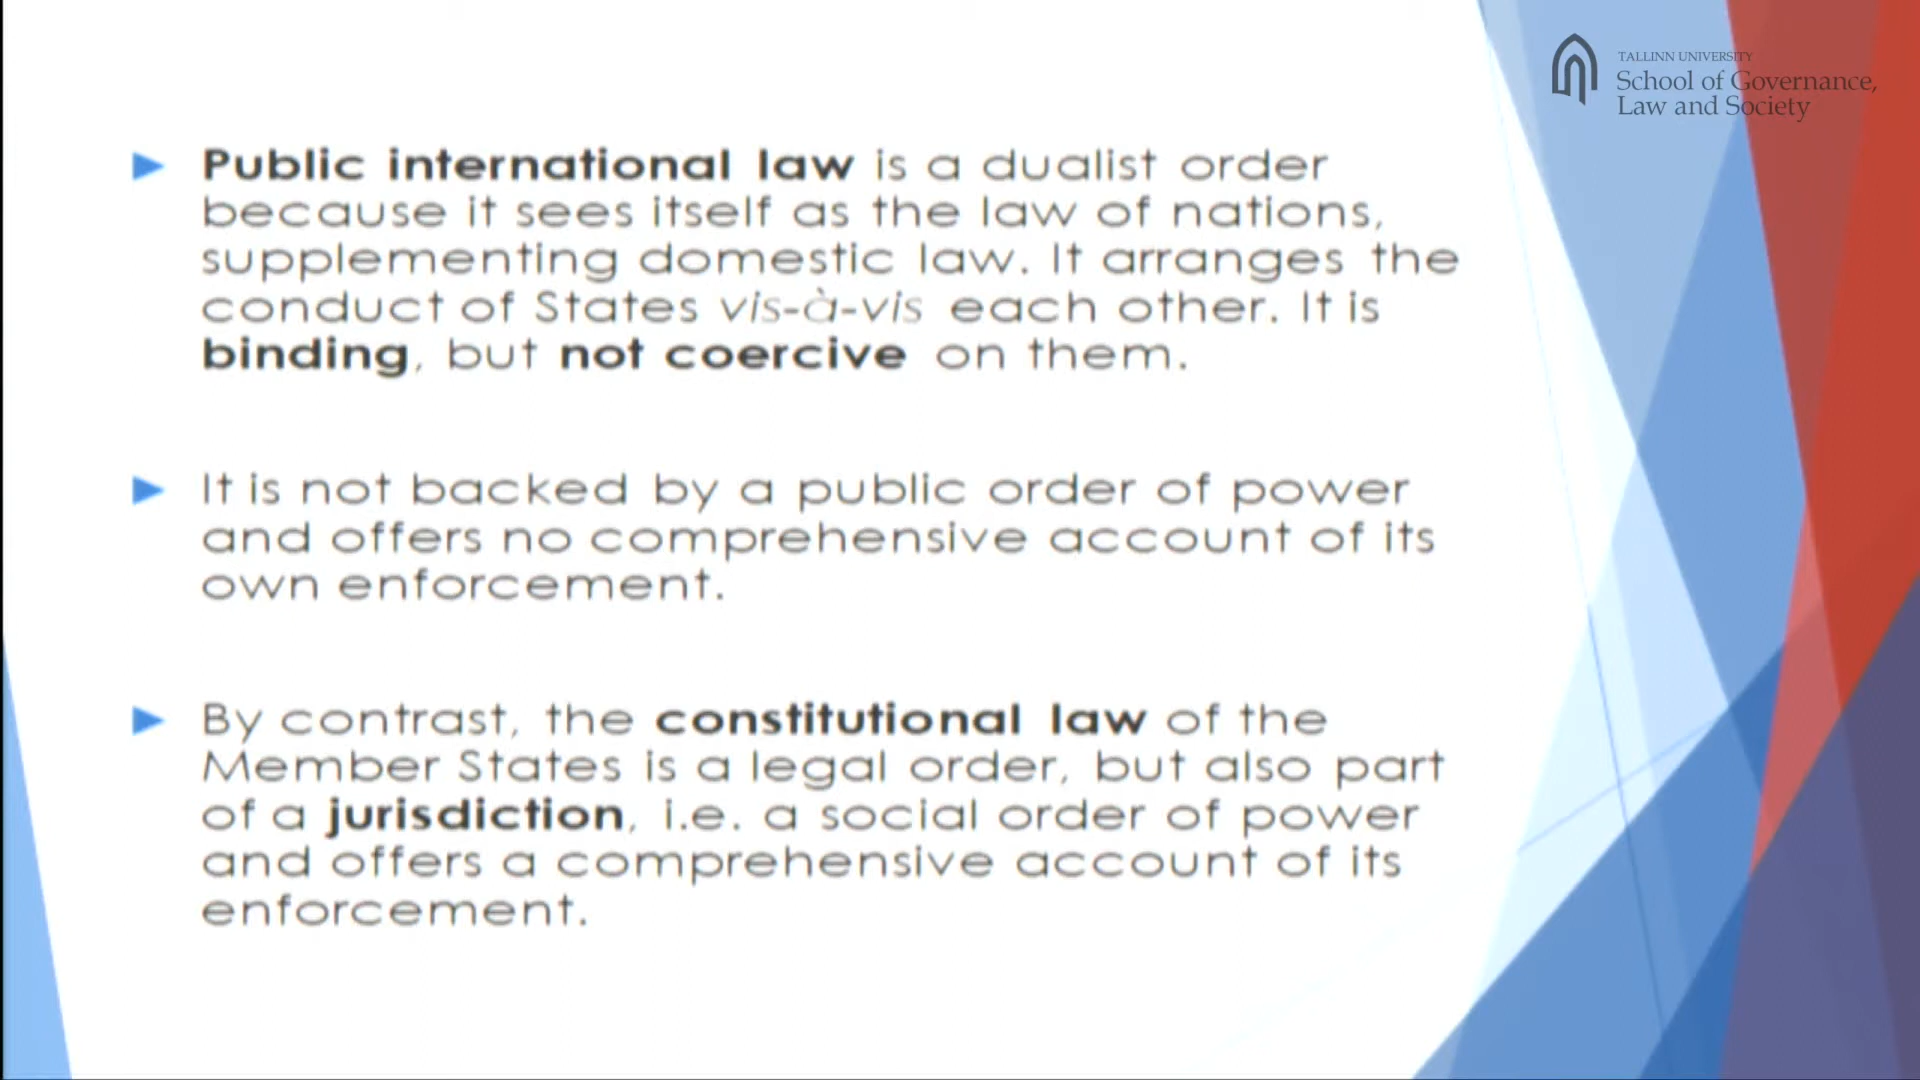 TALLINN UNIVERSITY
School of Governance,
Law and Society
Public international law is a dualist order
because it sees itself as the law of nations,
supplementing domestic law. It arranges the
conduct of States vis-à-vis each other. It is
binding, but not coercive on them.
It is not backed by a public order of power
and offers no comprehensive account of its
own enforcement.
By contrast, the constitutional law of the
Member States is a legal order, but also part
of a jurisdiction, i.e. a social order of power
and offers a comprehensive account of its
enforcement.